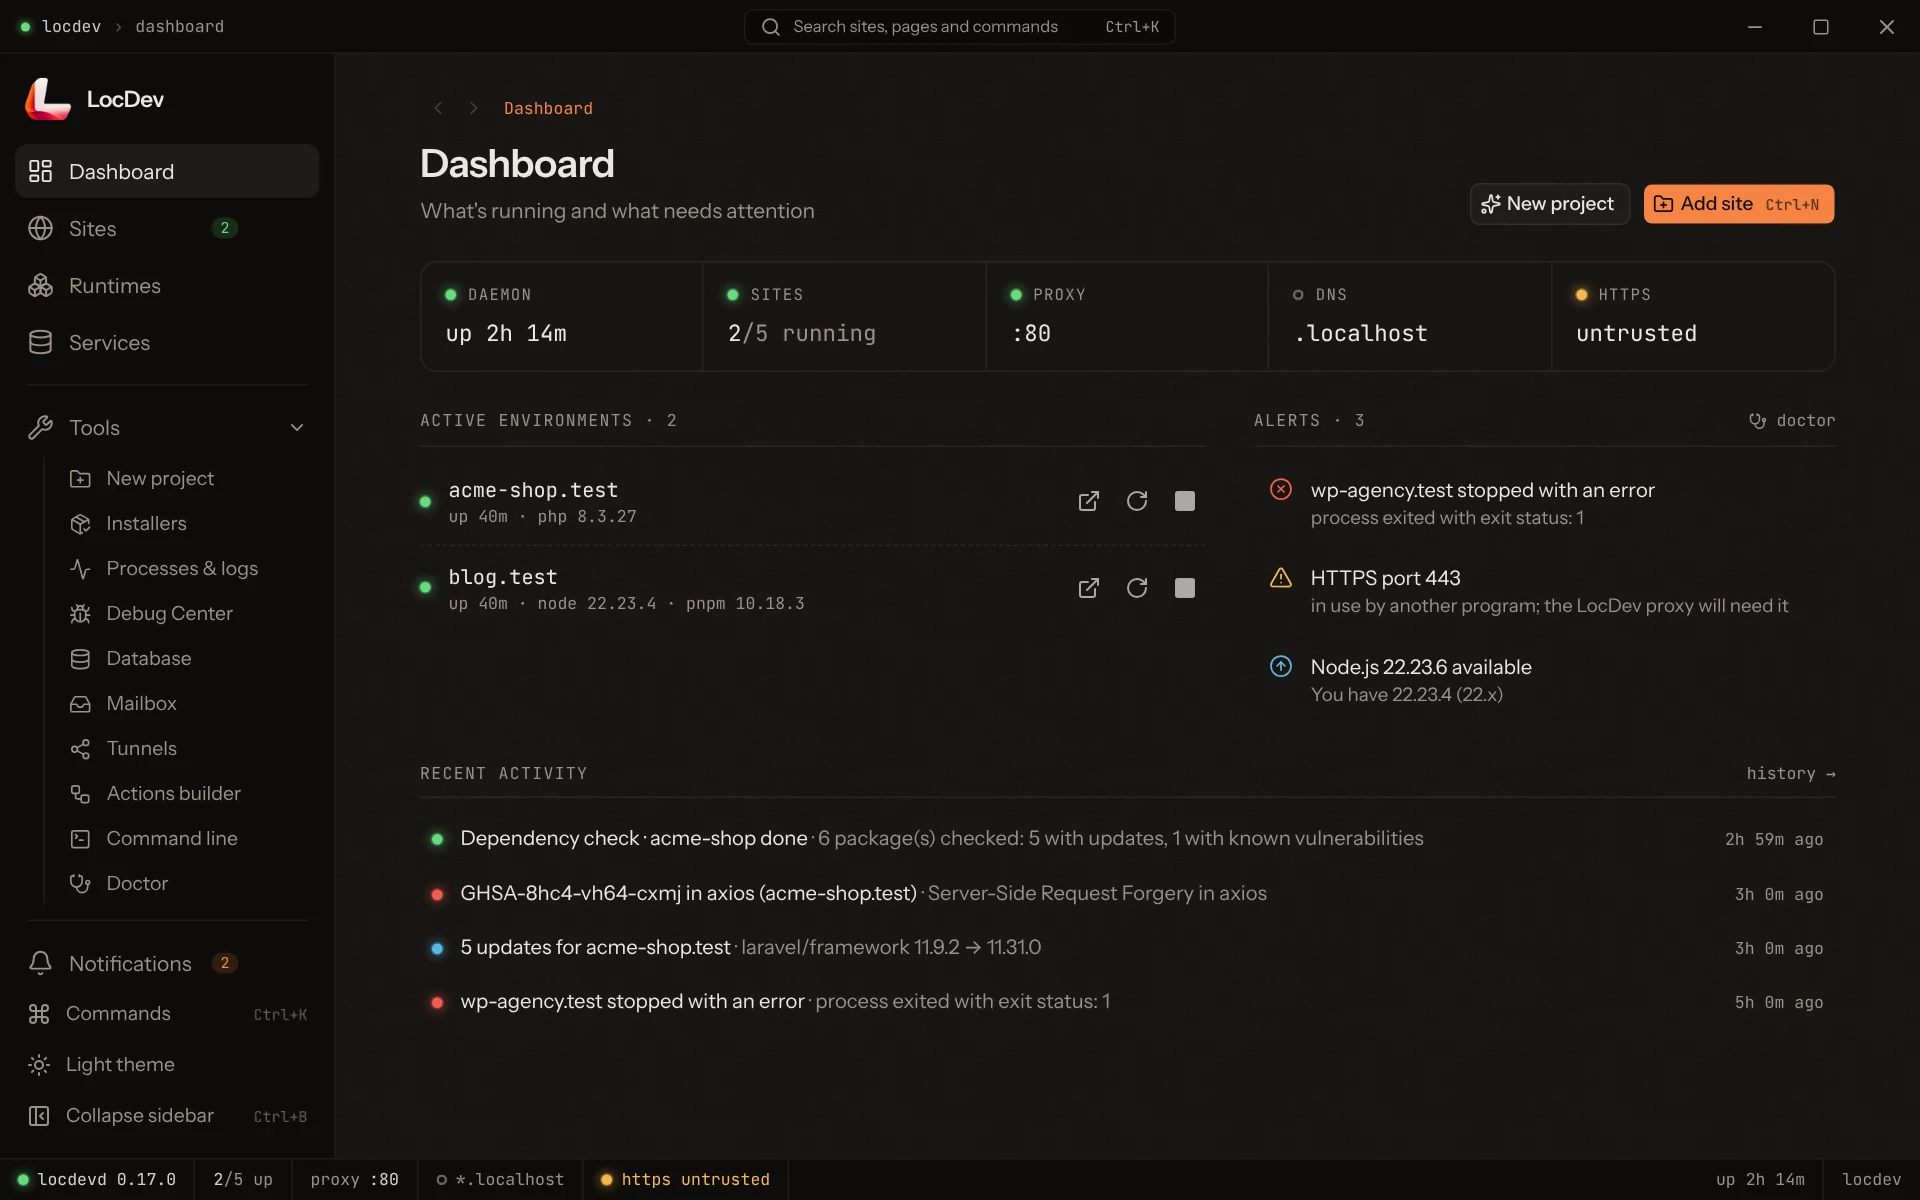 locdev › dashboard
Search sites, pages and commands Ctrl+K
LocDev
Dashboard
Sites 2
Runtimes
Services
Tools
New project
Installers
Processes & logs
Debug Center
Database
Mailbox
Tunnels
Actions builder
Command line
Doctor
Notifications 2
Commands Ctrl+K
Light theme
Collapse sidebar Ctrl+B
Dashboard
Dashboard
What's running and what needs attention
New project
Add site Ctrl+N
DAEMON
up 2h 14m
SITES
2/5 running
PROXY
:80
DNS
.localhost
HTTPS
untrusted
ACTIVE ENVIRONMENTS · 2
acme-shop.test
up 40m · php 8.3.27
blog.test
up 40m · node 22.23.4 · pnpm 10.18.3
ALERTS · 3 doctor
wp-agency.test stopped with an error
process exited with exit status: 1
HTTPS port 443
in use by another program; the LocDev proxy will need it
Node.js 22.23.6 available
You have 22.23.4 (22.x)
RECENT ACTIVITY history →
Dependency check · acme-shop done · 6 package(s) checked: 5 with updates, 1 with known vulnerabilities 2h 59m ago
GHSA-8hc4-vh64-cxmj in axios (acme-shop.test) · Server-Side Request Forgery in axios 3h 0m ago
5 updates for acme-shop.test · laravel/framework 11.9.2 → 11.31.0 3h 0m ago
wp-agency.test stopped with an error · process exited with exit status: 1 5h 0m ago
locdevd 0.17.0 2/5 up proxy :80 *.localhost https untrusted up 2h 14m locdev